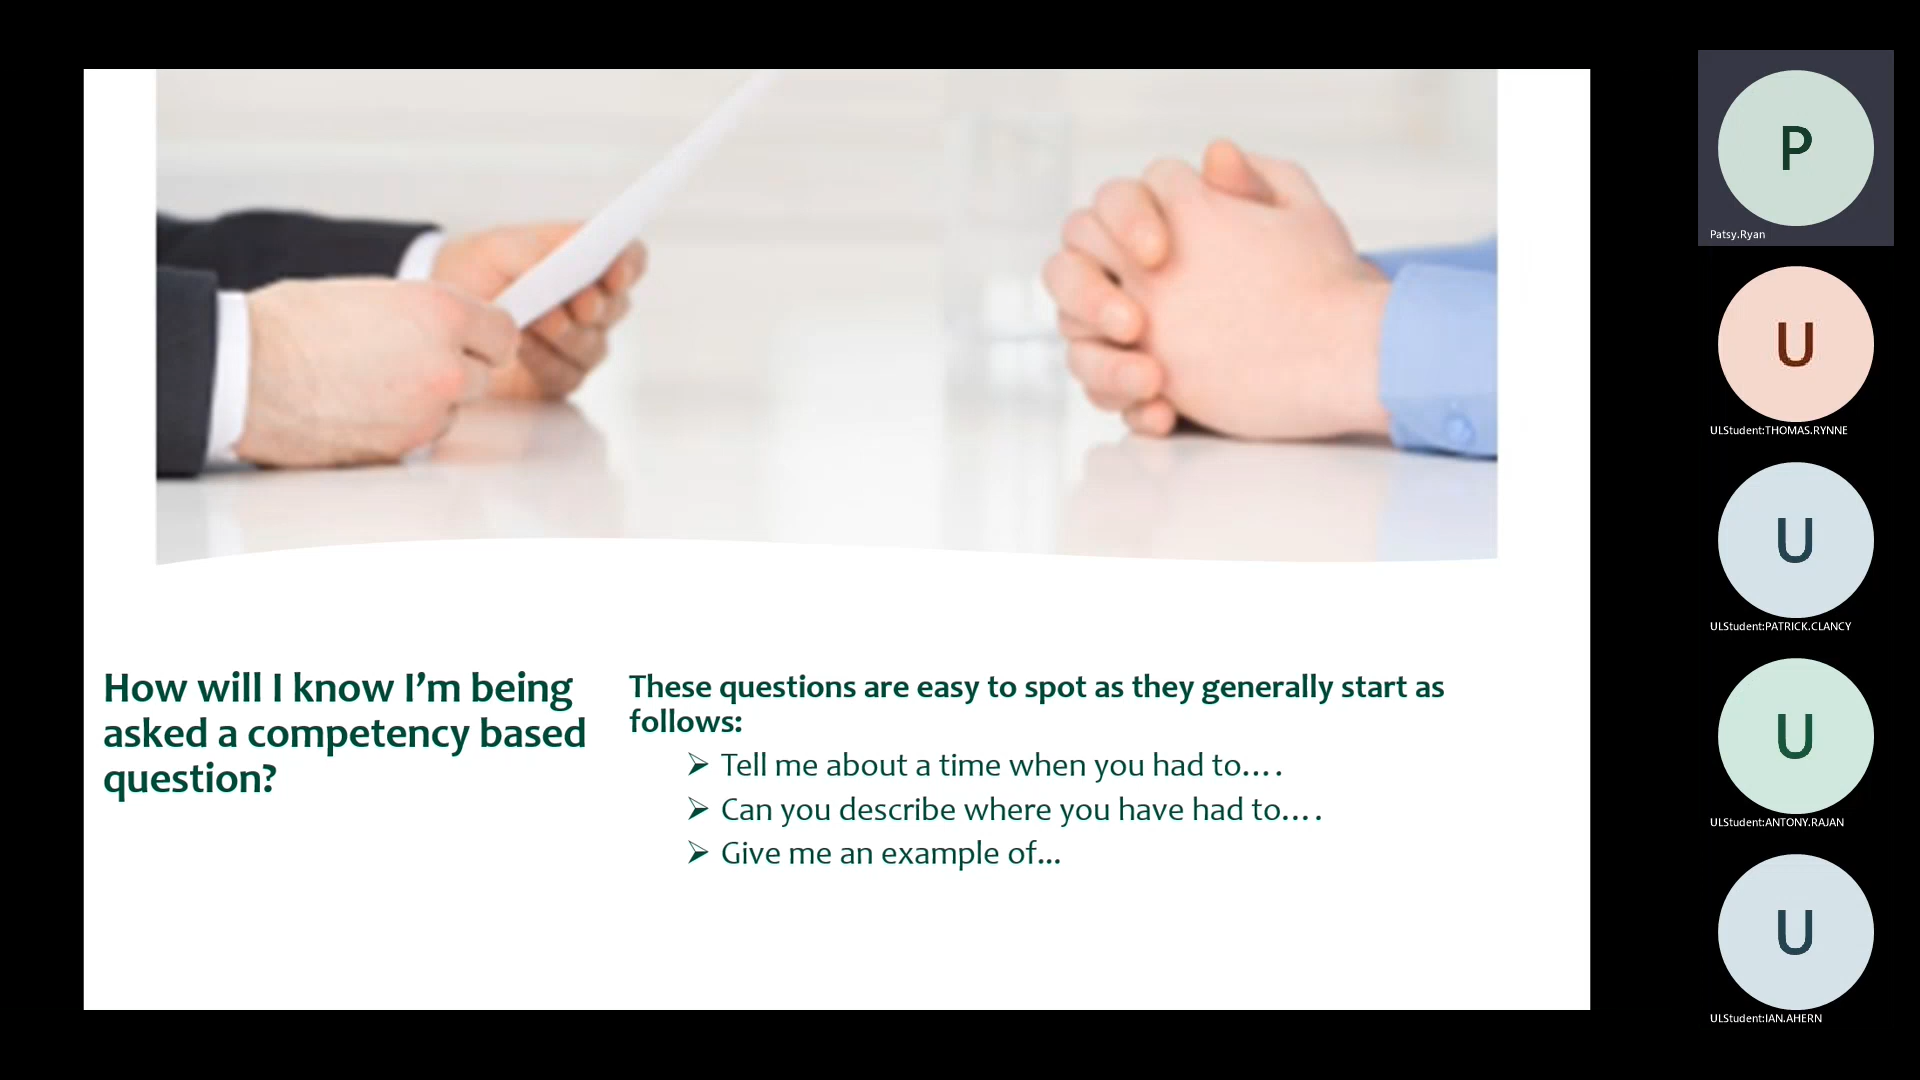 How will I know I’m being
asked a competency based
question?
These questions are easy to spot as they generally start as
follows:
➢ Tell me about a time when you had to….
➢ Can you describe where you have had to….
➢ Give me an example of...
P
Patsy.Ryan
U
ULStudent:THOMAS.RYNNE
U
ULStudent:PATRICK.CLANCY
U
ULStudent:ANTONY.RAJAN
U
ULStudent:IAN.AHERN